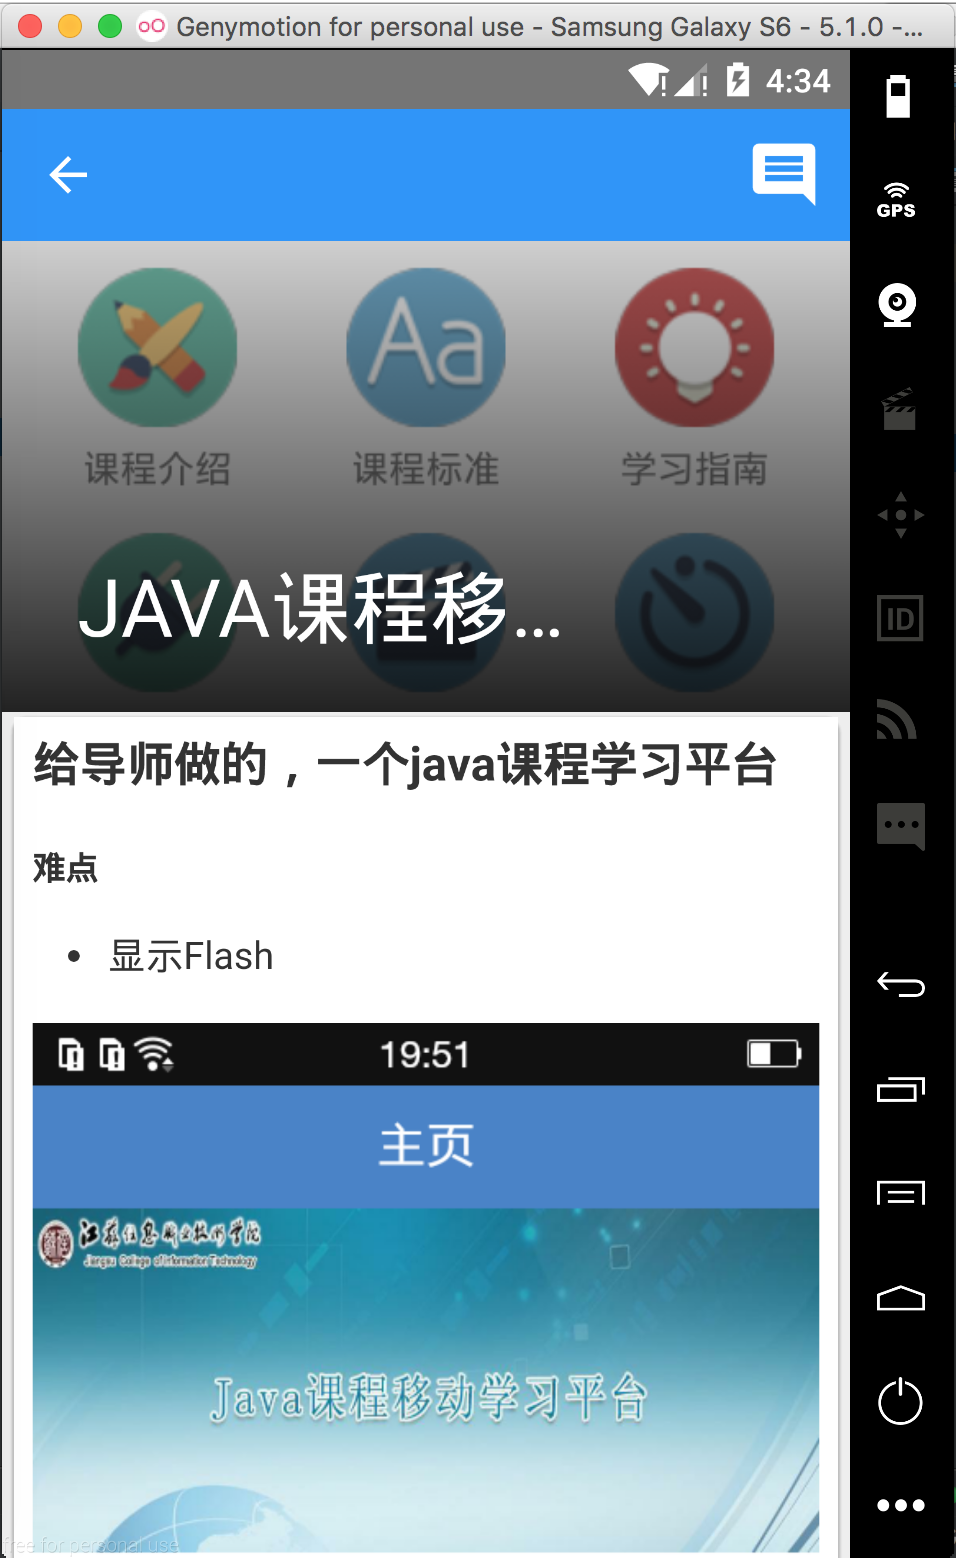 Genymotion for personal use - Samsung Galaxy S6 - 5.1.0 -...
4:34
GPS
Aa
课程介绍
课程标准
学习指南
JAVA课程移...
ID
给导师做的，一个java课程学习平台
难点
• 显示Flash
19:51
主页
江苏信息职业技术学院
Jiangsu College of Information Technology
Java课程移动学习平台
free for personal use